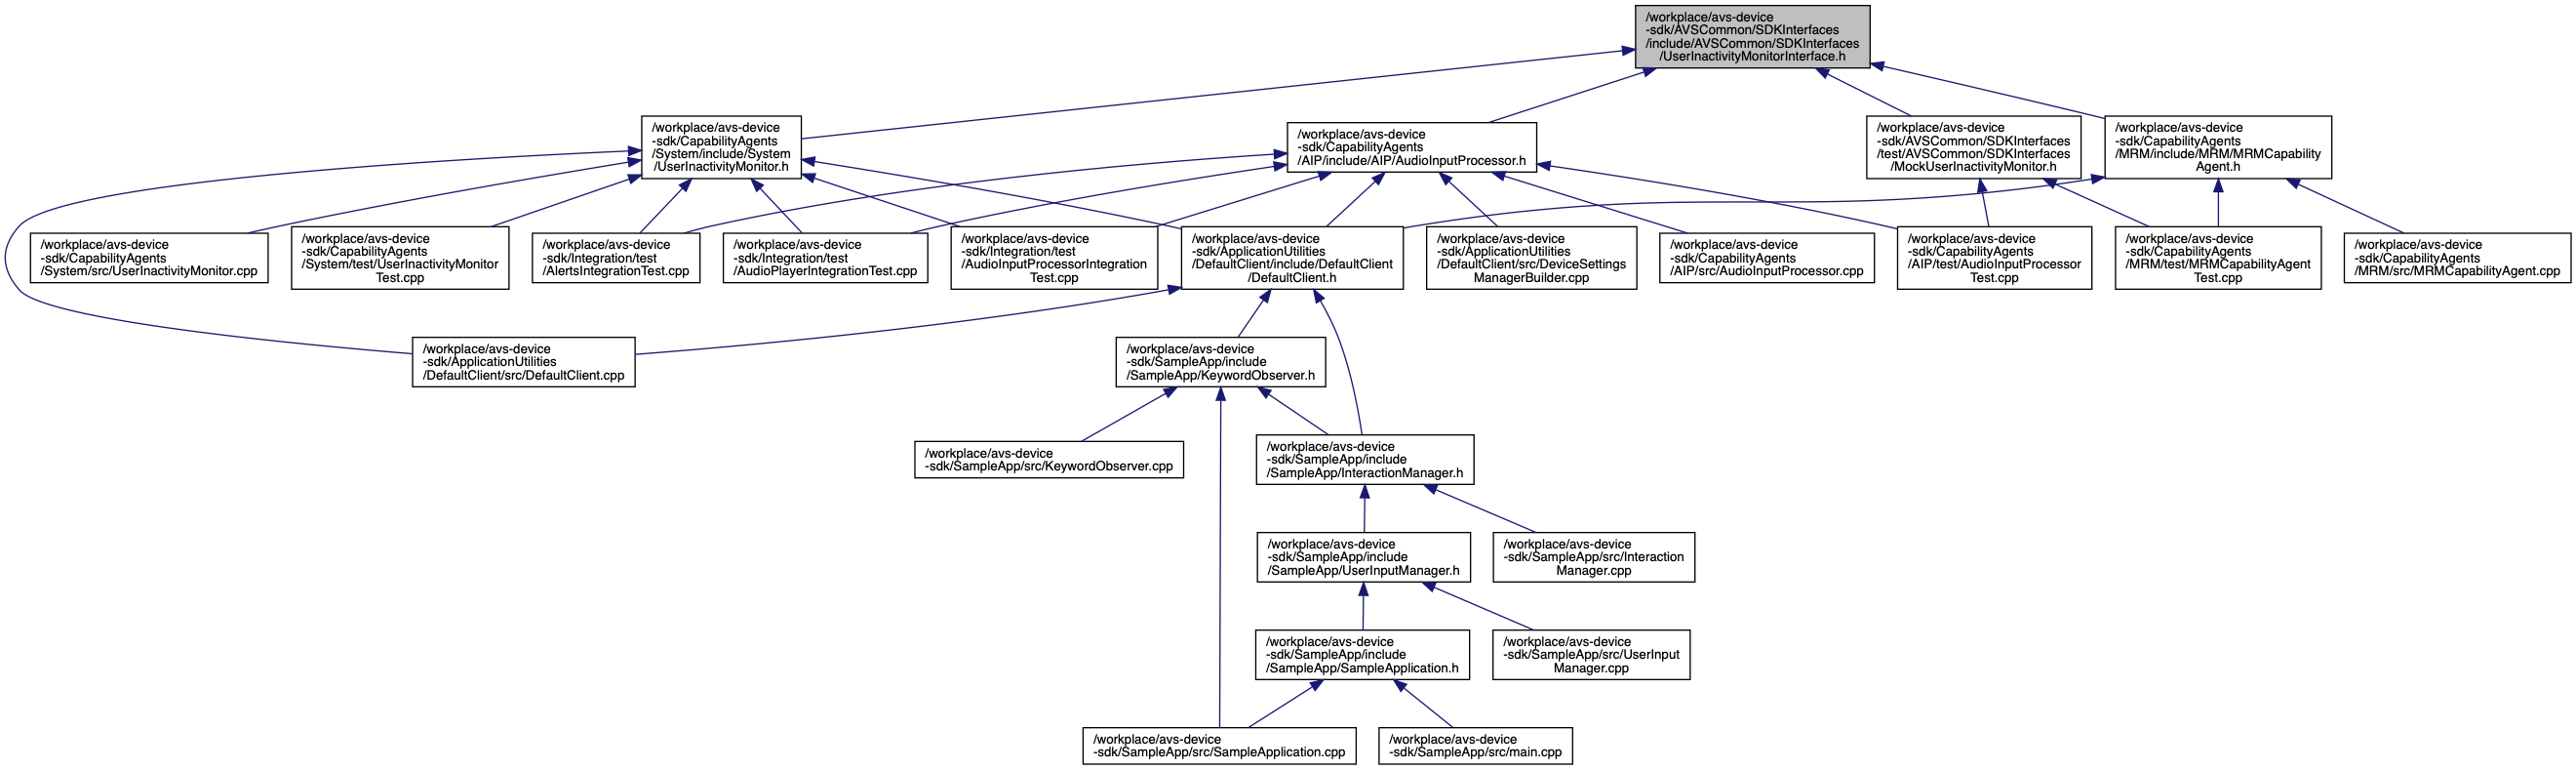 /workplace/avs-device
-sdk/AVSCommon/SDKInterfaces
/include/AVSCommon/SDKInterfaces
/UserInactivityMonitorInterface.h
/workplace/avs-device
-sdk/CapabilityAgents
/System/include/System
/UserInactivityMonitor.h
/workplace/avs-device
-sdk/CapabilityAgents
/AIP/include/AIP/AudioInputProcessor.h
/workplace/avs-device
-sdk/AVSCommon/SDKInterfaces
/test/AVSCommon/SDKInterfaces
/MockUserInactivityMonitor.h
/workplace/avs-device
-sdk/CapabilityAgents
/MRM/include/MRM/MRMCapability
Agent.h
/workplace/avs-device
-sdk/CapabilityAgents
/System/src/UserInactivityMonitor.cpp
/workplace/avs-device
-sdk/CapabilityAgents
/System/test/UserInactivityMonitor
Test.cpp
/workplace/avs-device
-sdk/Integration/test
/AlertsIntegrationTest.cpp
/workplace/avs-device
-sdk/Integration/test
/AudioPlayerIntegrationTest.cpp
/workplace/avs-device
-sdk/Integration/test
/AudioInputProcessorIntegration
Test.cpp
/workplace/avs-device
-sdk/ApplicationUtilities
/DefaultClient/include/DefaultClient
/DefaultClient.h
/workplace/avs-device
-sdk/ApplicationUtilities
/DefaultClient/src/DeviceSettings
ManagerBuilder.cpp
/workplace/avs-device
-sdk/CapabilityAgents
/AIP/src/AudioInputProcessor.cpp
/workplace/avs-device
-sdk/CapabilityAgents
/AIP/test/AudioInputProcessor
Test.cpp
/workplace/avs-device
-sdk/CapabilityAgents
/MRM/test/MRMCapabilityAgent
Test.cpp
/workplace/avs-device
-sdk/CapabilityAgents
/MRM/src/MRMCapabilityAgent.cpp
/workplace/avs-device
-sdk/ApplicationUtilities
/DefaultClient/src/DefaultClient.cpp
/workplace/avs-device
-sdk/SampleApp/include
/SampleApp/KeywordObserver.h
/workplace/avs-device
-sdk/SampleApp/src/KeywordObserver.cpp
/workplace/avs-device
-sdk/SampleApp/include
/SampleApp/InteractionManager.h
/workplace/avs-device
-sdk/SampleApp/include
/SampleApp/UserInputManager.h
/workplace/avs-device
-sdk/SampleApp/src/Interaction
Manager.cpp
/workplace/avs-device
-sdk/SampleApp/include
/SampleApp/SampleApplication.h
/workplace/avs-device
-sdk/SampleApp/src/UserInput
Manager.cpp
/workplace/avs-device
-sdk/SampleApp/src/SampleApplication.cpp
/workplace/avs-device
-sdk/SampleApp/src/main.cpp